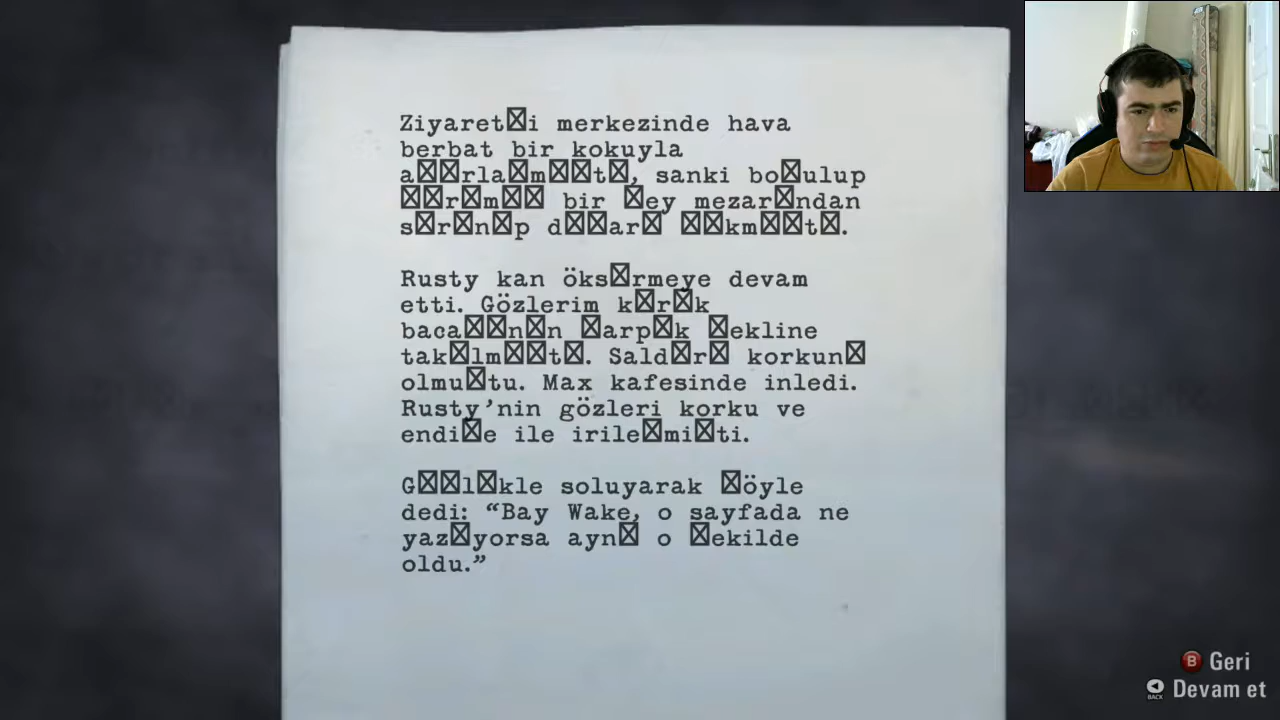 Ziyaret☒i merkezinde hava
berbat bir kokuyla
a☒☒rla☒m☒☒t☒, sanki bo☒ulup
☒☒r☒m☒☒ bir ☒ey mezar☒ndan
s☒r☒n☒p d☒☒ar☒ ☒☒km☒☒t☒.
Rusty kan öks☒rmeye devam
etti. Gözlerim k☒r☒k
baca☒☒n☒n ☒arp☒k ☒ekline
tak☒lm☒☒t☒. Sald☒r☒ korkun☒
olmu☒tu. Max kafesinde inledi.
Rusty’nin gözleri korku ve
endi☒e ile irile☒mi☒ti.
G☒☒l☒kle soluyarak ☒öyle
dedi: “Bay Wake, o sayfada ne
yaz☒yorsa ayn☒ o ☒ekilde
oldu.”
B Geri
BACK Devam et